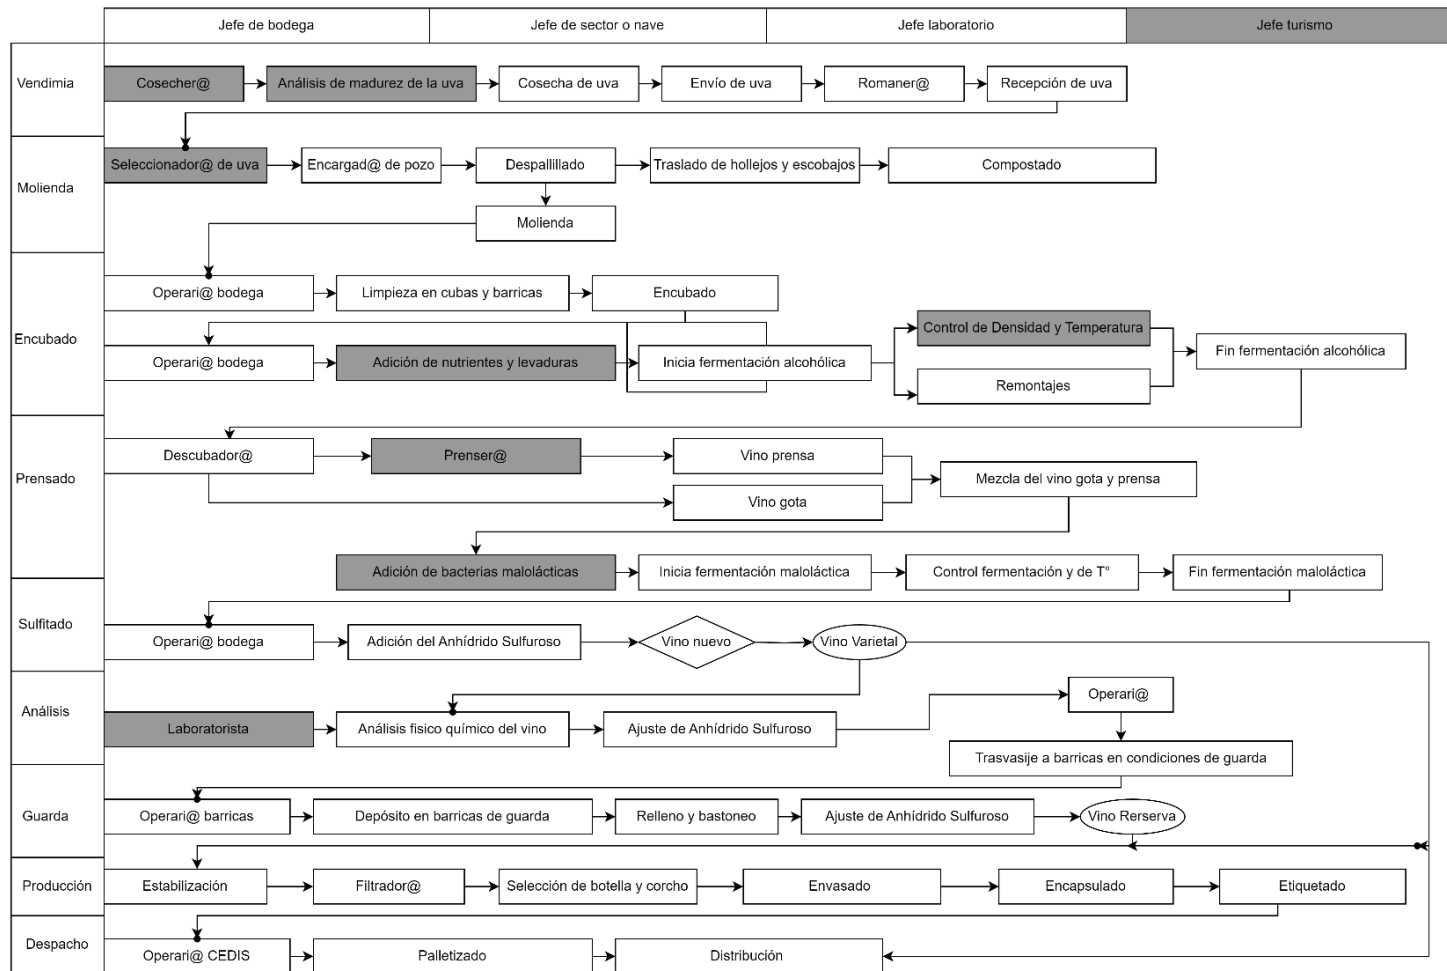 Jefe de bodega
Jefe de sector o nave
Jefe laboratorio
Jefe turismo
Vendimia
Cosecher@
Análisis de madurez de la uva
Cosecha de uva
Envío de uva
Romaner@
Recepción de uva
Molienda
Seleccionador@ de uva
Encargad@ de pozo
Despallillado
Traslado de hollejos y escobajos
Compostado
Molienda
Encubado
Operari@ bodega
Limpieza en cubas y barricas
Encubado
Operari@ bodega
Adición de nutrientes y levaduras
Inicia fermentación alcohólica
Control de Densidad y Temperatura
Remontajes
Fin fermentación alcohólica
Prensado
Descubador@
Prenser@
Vino prensa
Vino gota
Mezcla del vino gota y prensa
Adición de bacterias malolácticas
Inicia fermentación maloláctica
Control fermentación y de T°
Fin fermentación maloláctica
Sulfitado
Operari@ bodega
Adición del Anhídrido Sulfuroso
Vino nuevo
Vino Varietal
Análisis
Laboratorista
Análisis fisico químico del vino
Ajuste de Anhídrido Sulfuroso
Operari@
Trasvasije a barricas en condiciones de guarda
Guarda
Operari@ barricas
Depósito en barricas de guarda
Relleno y bastoneo
Ajuste de Anhídrido Sulfuroso
Vino Rerserva
Producción
Estabilización
Filtrador@
Selección de botella y corcho
Envasado
Encapsulado
Etiquetado
Despacho
Operari@ CEDIS
Palletizado
Distribución